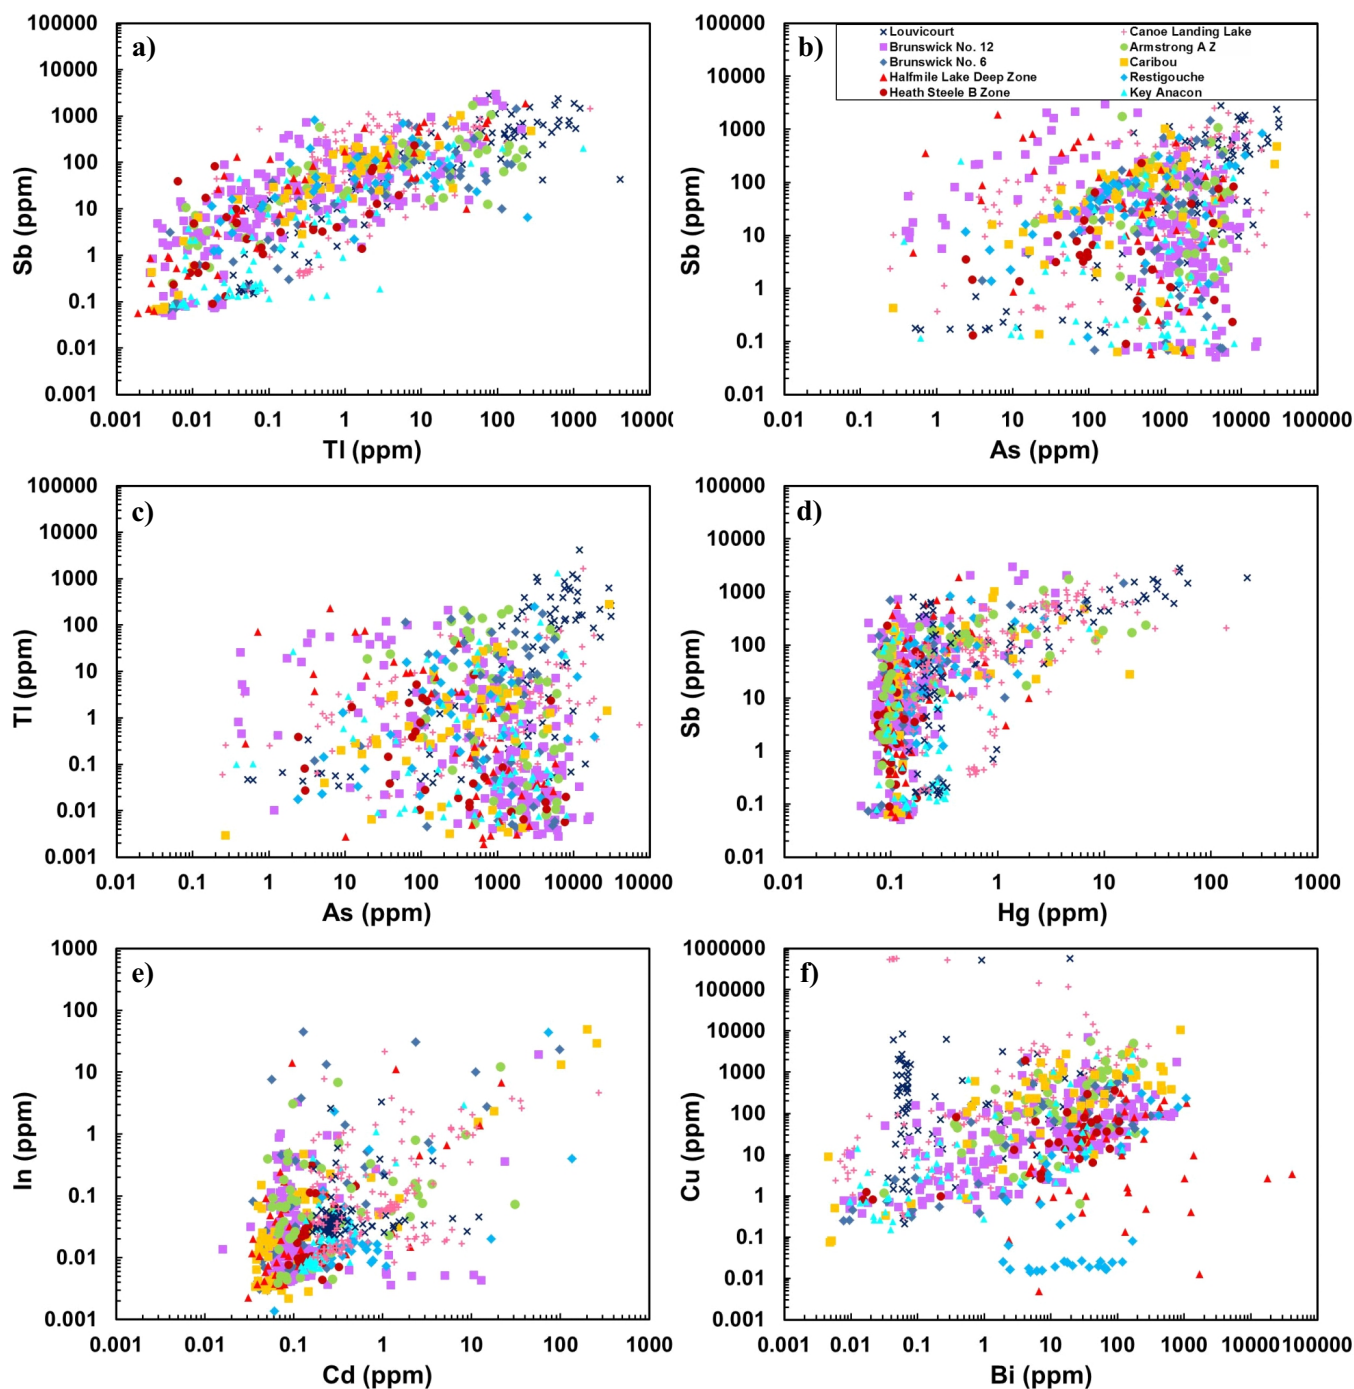 a)
100000
10000
1000
100
10
1
0.1
0.01
0.001
Sb (ppm)
0.001 0.01 0.1 1 10 100 1000 1000
Tl (ppm)
b)
Louvicourt
Canoe Landing Lake
Brunswick No. 12
Armstrong A Z
Brunswick No. 6
Caribou
Halfmile Lake Deep Zone
Restigouche
Heath Steele B Zone
Key Anacon
100000
10000
1000
100
10
1
0.1
0.01
Sb (ppm)
0.01 0.1 1 10 100 1000 10000 100000
As (ppm)
c)
100000
10000
1000
100
10
1
0.1
0.01
0.001
Tl (ppm)
0.01 0.1 1 10 100 1000 10000 10000
As (ppm)
d)
100000
10000
1000
100
10
1
0.1
0.01
Sb (ppm)
0.01 0.1 1 10 100 1000
Hg (ppm)
e)
1000
100
10
1
0.1
0.01
0.001
In (ppm)
0.001 0.01 0.1 1 10 100 1000
Cd (ppm)
f)
1000000
100000
10000
1000
100
10
1
0.1
0.01
0.001
Cu (ppm)
0.001 0.01 0.1 1 10 100 1000 10000 100000
Bi (ppm)